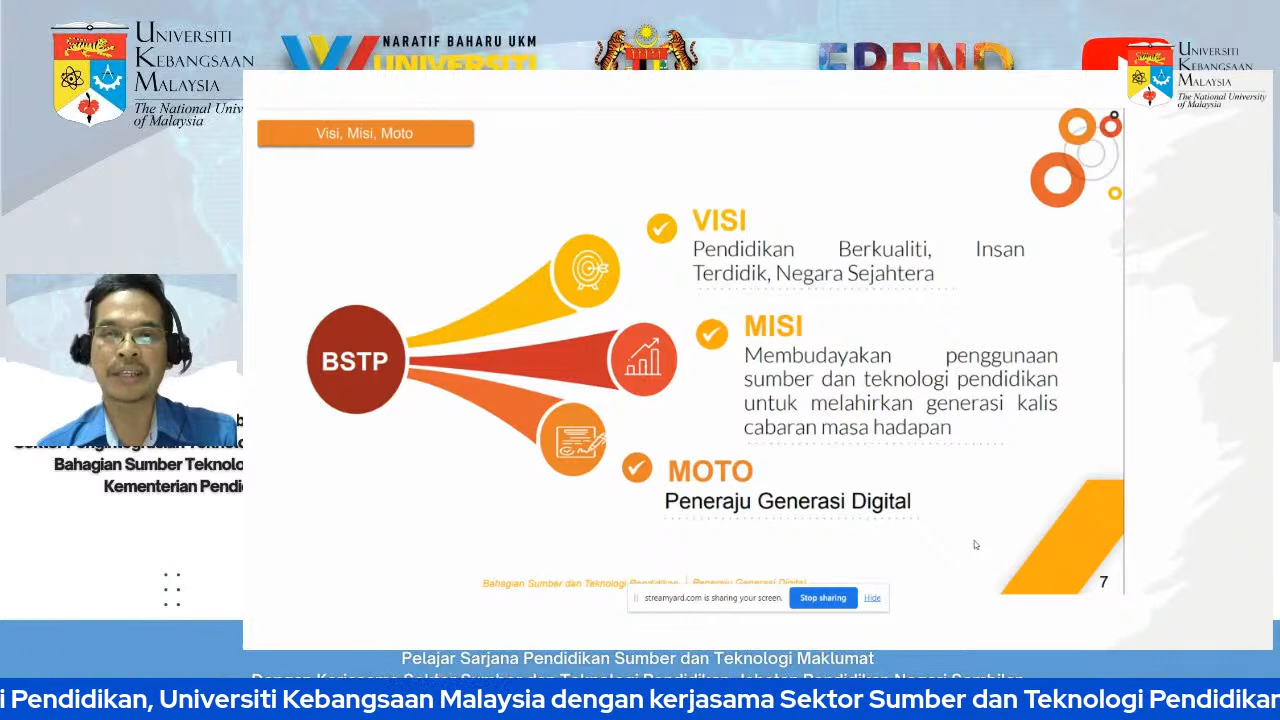 UNIVERSITI
KEBANGSAAN
MALAYSIA
The National
of Malaysia
NARATIF BAHARU UKM
UNIVERSITI
UNIVERSITI
KEBANGSAAN
MALAYSIA
The National University
of Malaysia
Visi, Misi, Moto
BSTP
VISI
Pendidikan Berkualiti, Insan
Terdidik, Negara Sejahtera
MISI
Membudayakan penggunaan
sumber dan teknologi pendidikan
untuk melahirkan generasi kalis
cabaran masa hadapan
MOTO
Peneraju Generasi Digital
Bahagian Sumber Teknolo
Kementerian Pendi
Bahagian Sumber dan Teknologi Pendidikan | Peneraju Generasi Digital
streamyard.com is sharing your screen.
Stop sharing
Hide
7
Pelajar Sarjana Pendidikan Sumber dan Teknologi Maklumat
i Pendidikan, Universiti Kebangsaan Malaysia dengan kerjasama Sektor Sumber dan Teknologi Pendidikan